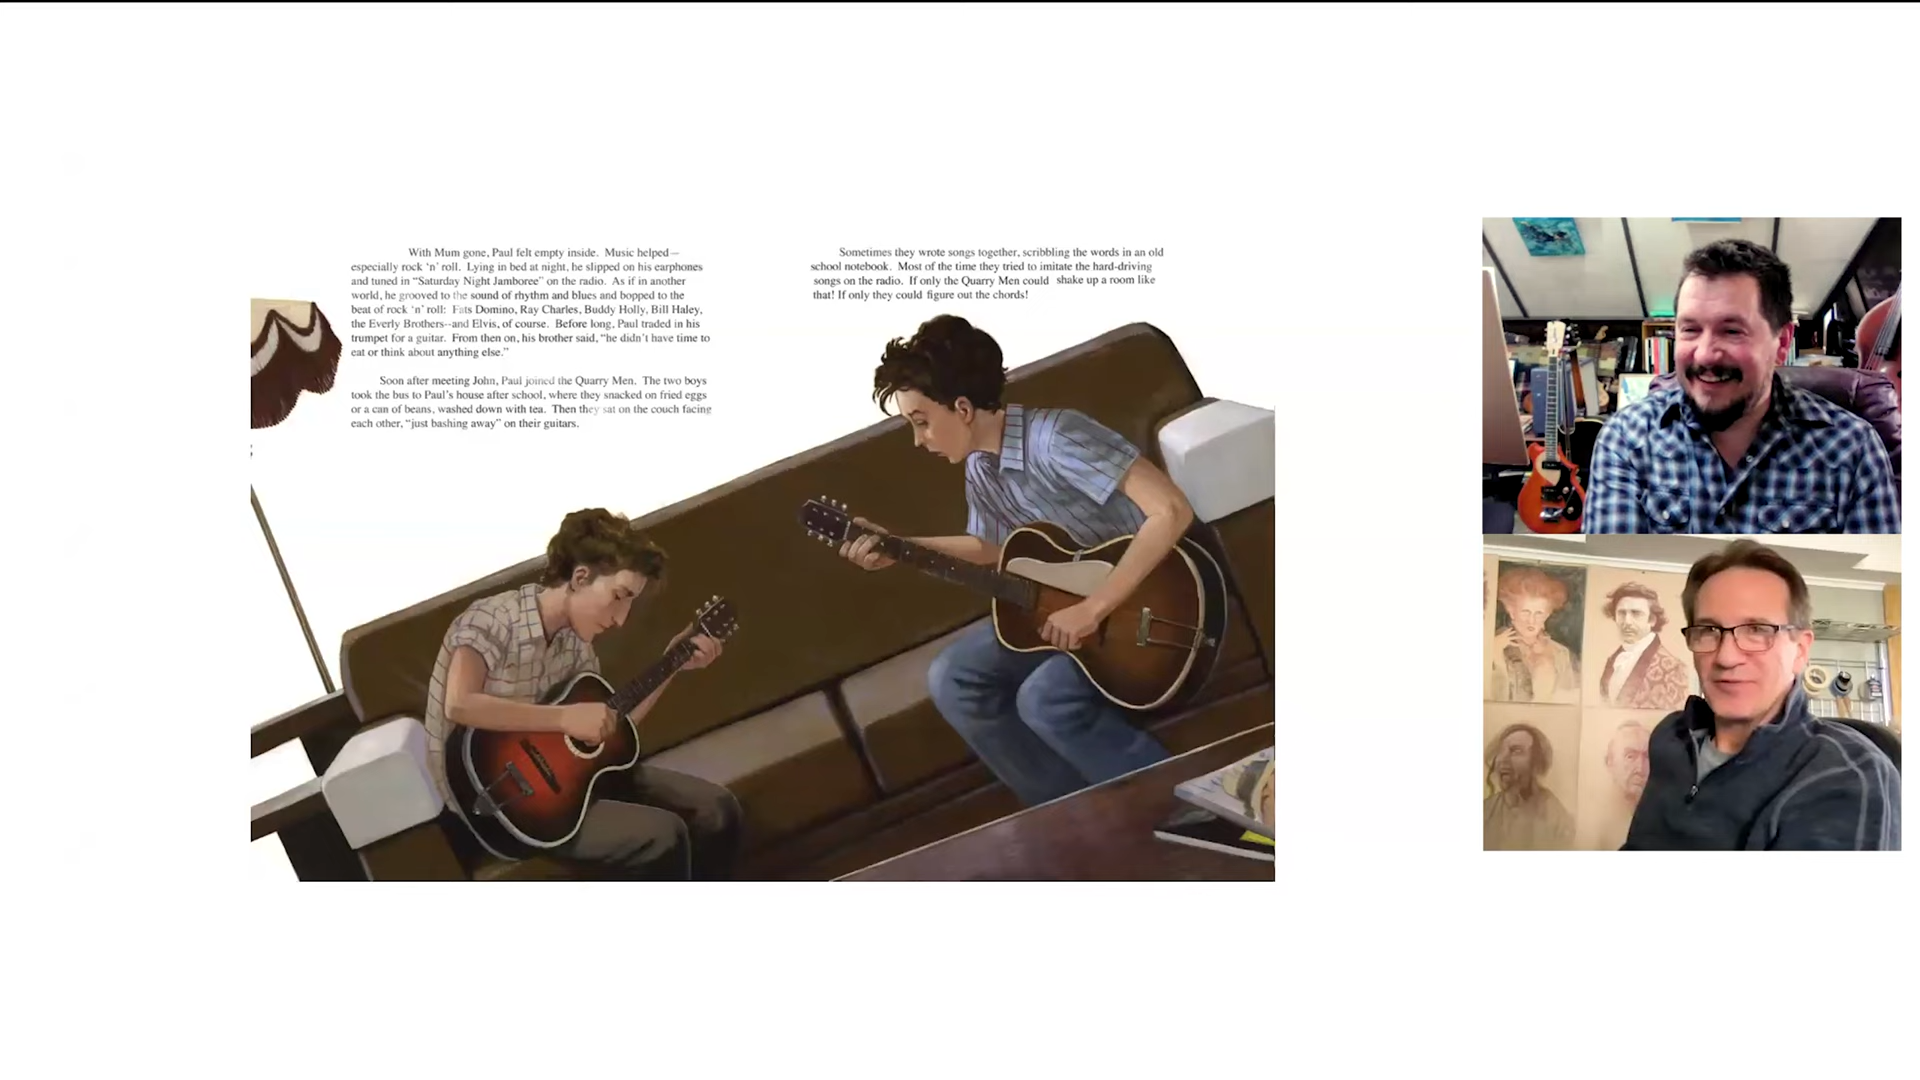 With Mum gone, Paul felt empty inside. Music helped—
especially rock 'n' roll. Lying in bed at night, he slipped on his earphones
and tuned in "Saturday Night Jamboree" on the radio. As if in another
world, he grooved to the sound of rhythm and blues and bopped to the
beat of rock 'n' roll: Fats Domino, Ray Charles, Buddy Holly, Bill Haley,
the Everly Brothers--and Elvis, of course. Before long, Paul traded in his
trumpet for a guitar. From then on, his brother said, "he didn't have time to
eat or think about anything else."
Soon after meeting John, Paul joined the Quarry Men. The two boys
took the bus to Paul's house after school, where they snacked on fried eggs
or a can of beans, washed down with tea. Then they sat on the couch facing
each other, "just bashing away" on their guitars.
Sometimes they wrote songs together, scribbling the words in an old
school notebook. Most of the time they tried to imitate the hard-driving
songs on the radio. If only the Quarry Men could shake up a room like
that! If only they could figure out the chords!